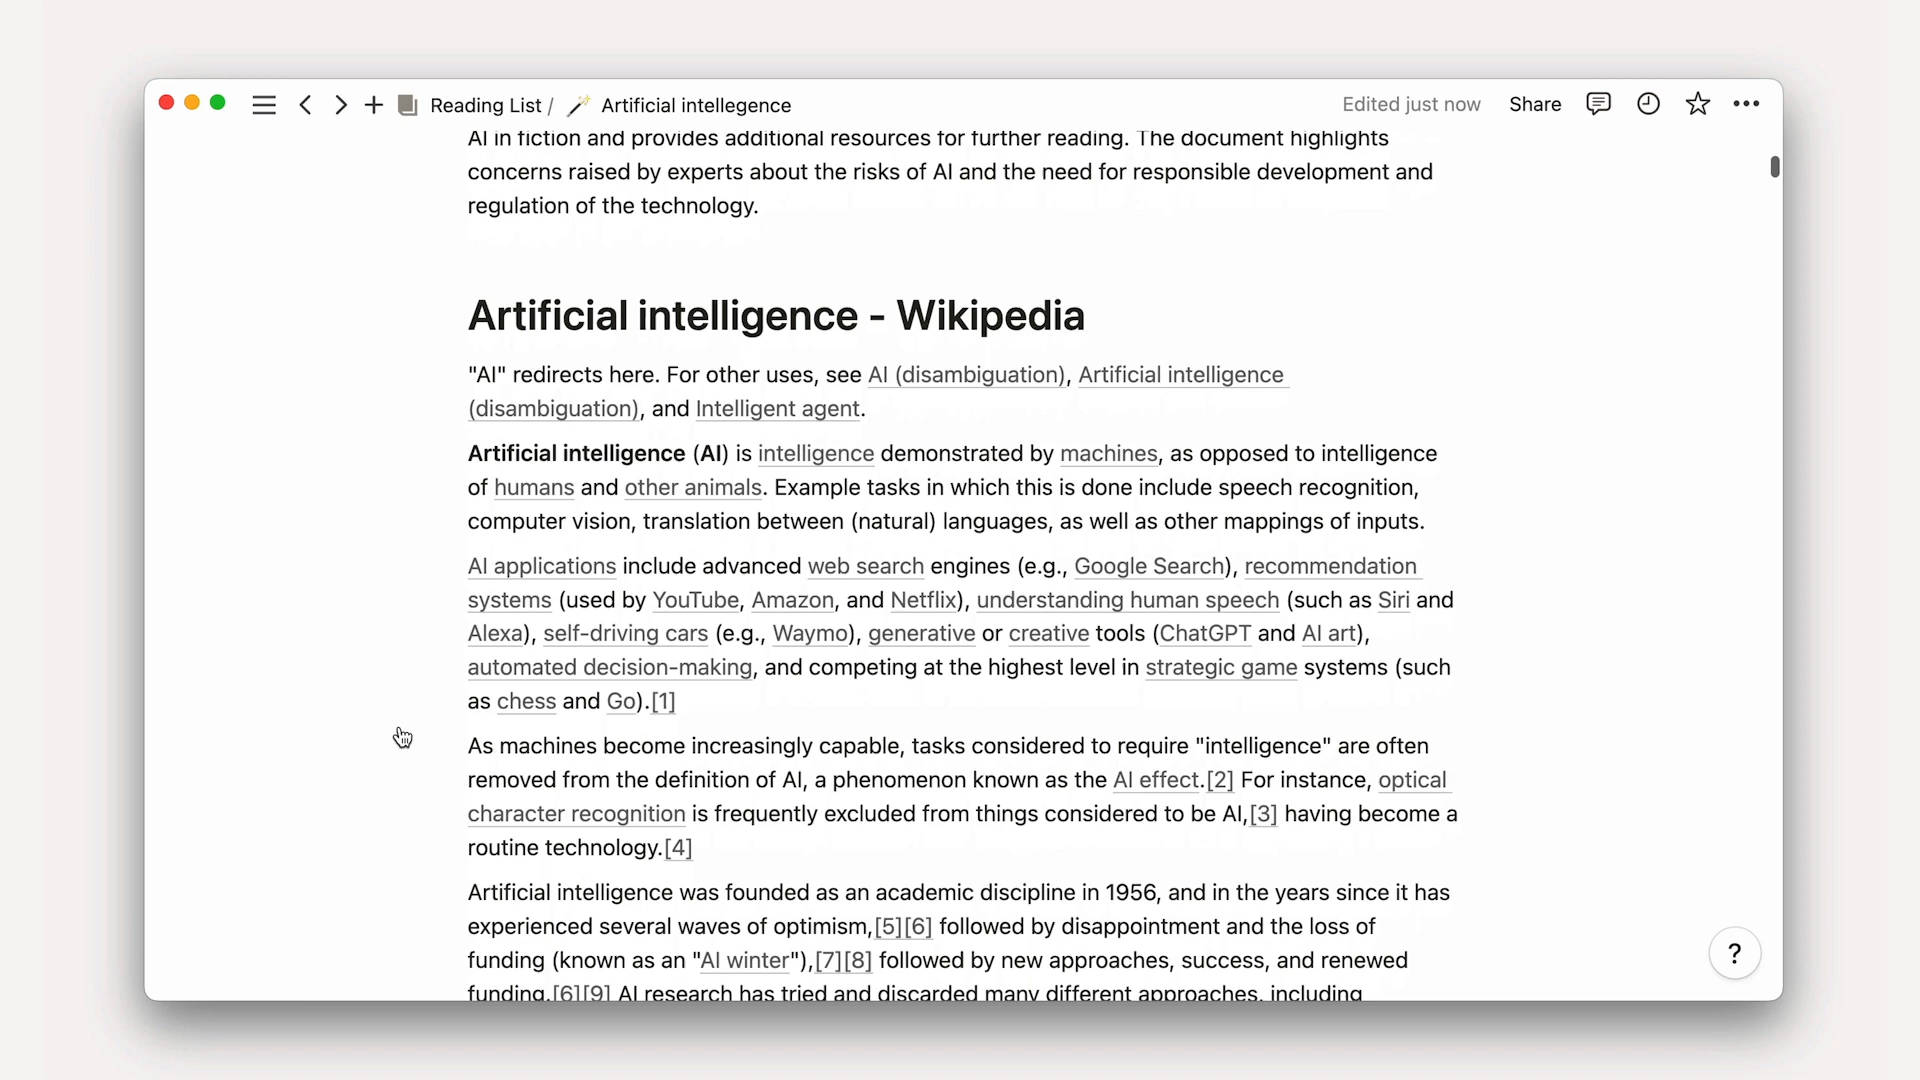 Reading List / Artificial intellegence
Edited just now Share
AI in fiction and provides additional resources for further reading. The document highlights
concerns raised by experts about the risks of AI and the need for responsible development and
regulation of the technology.
Artificial intelligence - Wikipedia
"AI" redirects here. For other uses, see AI (disambiguation), Artificial intelligence
(disambiguation), and Intelligent agent.
Artificial intelligence (AI) is intelligence demonstrated by machines, as opposed to intelligence
of humans and other animals. Example tasks in which this is done include speech recognition,
computer vision, translation between (natural) languages, as well as other mappings of inputs.
AI applications include advanced web search engines (e.g., Google Search), recommendation
systems (used by YouTube, Amazon, and Netflix), understanding human speech (such as Siri and
Alexa), self-driving cars (e.g., Waymo), generative or creative tools (ChatGPT and AI art),
automated decision-making, and competing at the highest level in strategic game systems (such
as chess and Go).[1]
As machines become increasingly capable, tasks considered to require "intelligence" are often
removed from the definition of AI, a phenomenon known as the AI effect.[2] For instance, optical
character recognition is frequently excluded from things considered to be AI,[3] having become a
routine technology.[4]
Artificial intelligence was founded as an academic discipline in 1956, and in the years since it has
experienced several waves of optimism,[5][6] followed by disappointment and the loss of
funding (known as an "AI winter"),[7][8] followed by new approaches, success, and renewed
funding.[6][9] AI research has tried and discarded many different approaches, including
?